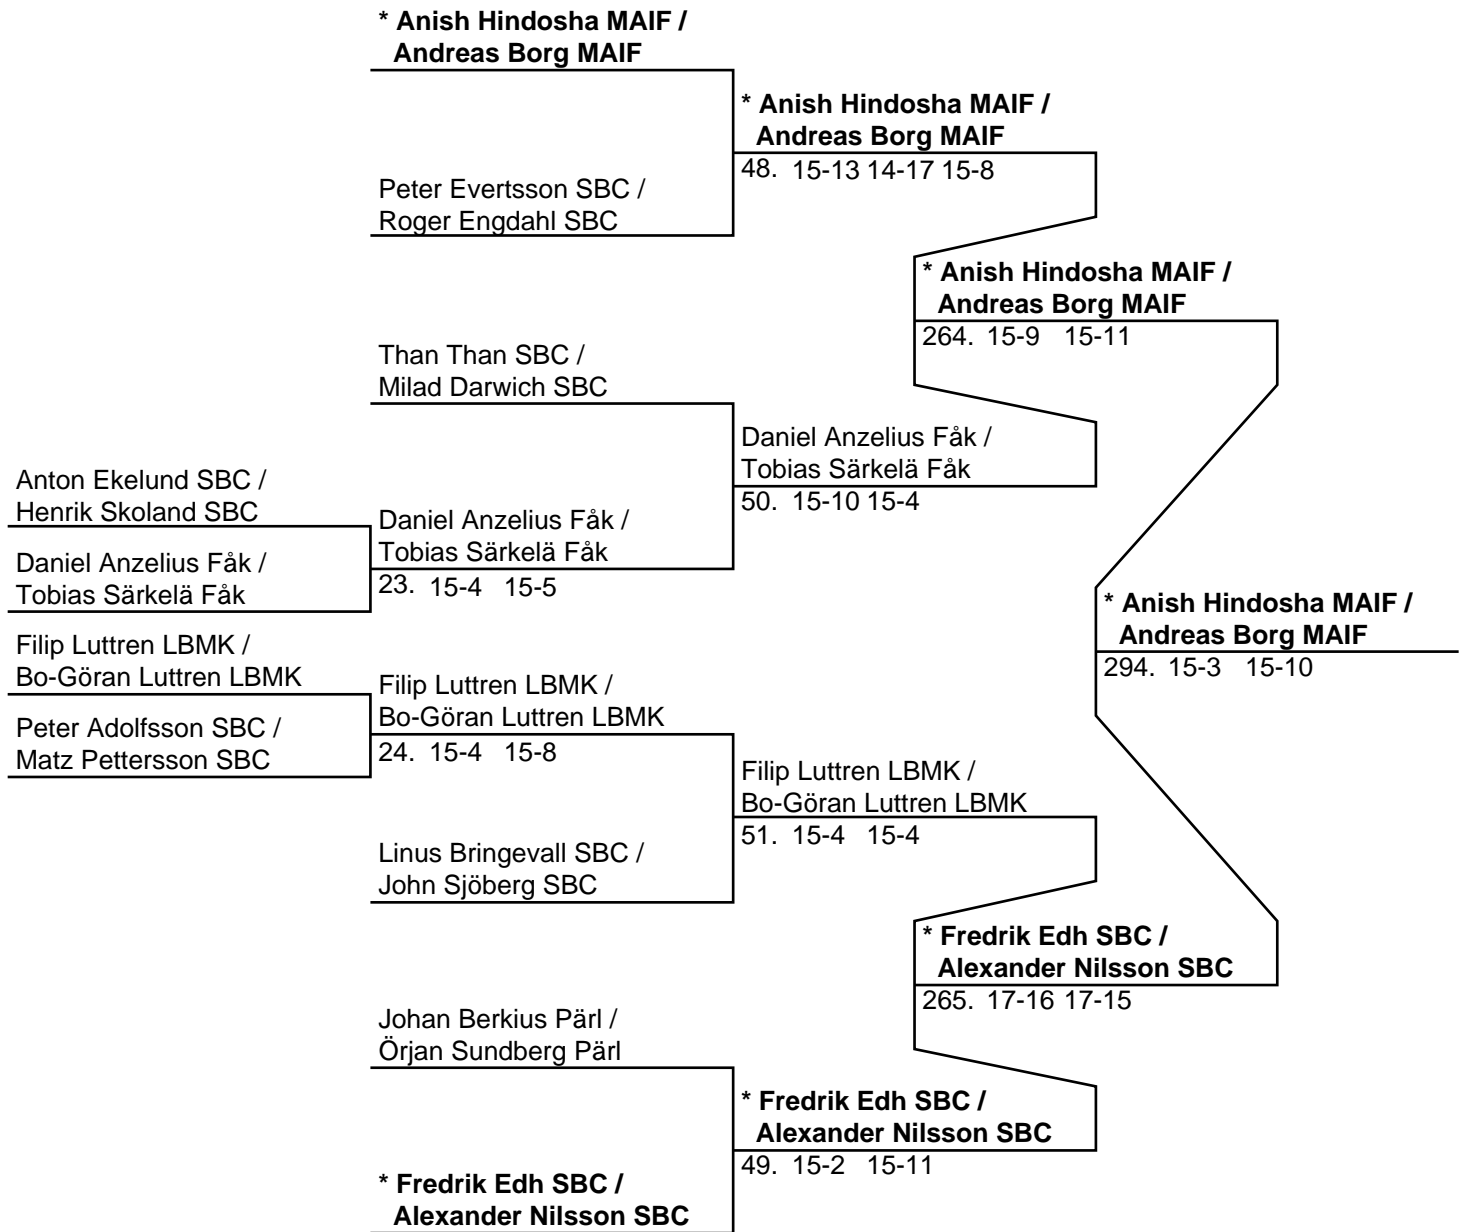 * Anish Hindosha MAIF /
Andreas Borg MAIF
* Anish Hindosha MAIF /
Andreas Borg MAIF
48. 15-13 14-17 15-8
Peter Evertsson SBC /
Roger Engdahl SBC
* Anish Hindosha MAIF /
Andreas Borg MAIF
264. 15-9 15-11
Than Than SBC /
Milad Darwich SBC
Daniel Anzelius Fåk /
Tobias Särkelä Fåk
50. 15-10 15-4
Anton Ekelund SBC /
Henrik Skoland SBC
Daniel Anzelius Fåk /
Tobias Särkelä Fåk
23. 15-4 15-5
Daniel Anzelius Fåk /
Tobias Särkelä Fåk
* Anish Hindosha MAIF /
Andreas Borg MAIF
294. 15-3 15-10
Filip Luttren LBMK /
Bo-Göran Luttren LBMK
Filip Luttren LBMK /
Bo-Göran Luttren LBMK
24. 15-4 15-8
Peter Adolfsson SBC /
Matz Pettersson SBC
Filip Luttren LBMK /
Bo-Göran Luttren LBMK
51. 15-4 15-4
Linus Bringevall SBC /
John Sjöberg SBC
* Fredrik Edh SBC /
Alexander Nilsson SBC
265. 17-16 17-15
Johan Berkius Pärl /
Örjan Sundberg Pärl
* Fredrik Edh SBC /
Alexander Nilsson SBC
49. 15-2 15-11
* Fredrik Edh SBC /
Alexander Nilsson SBC